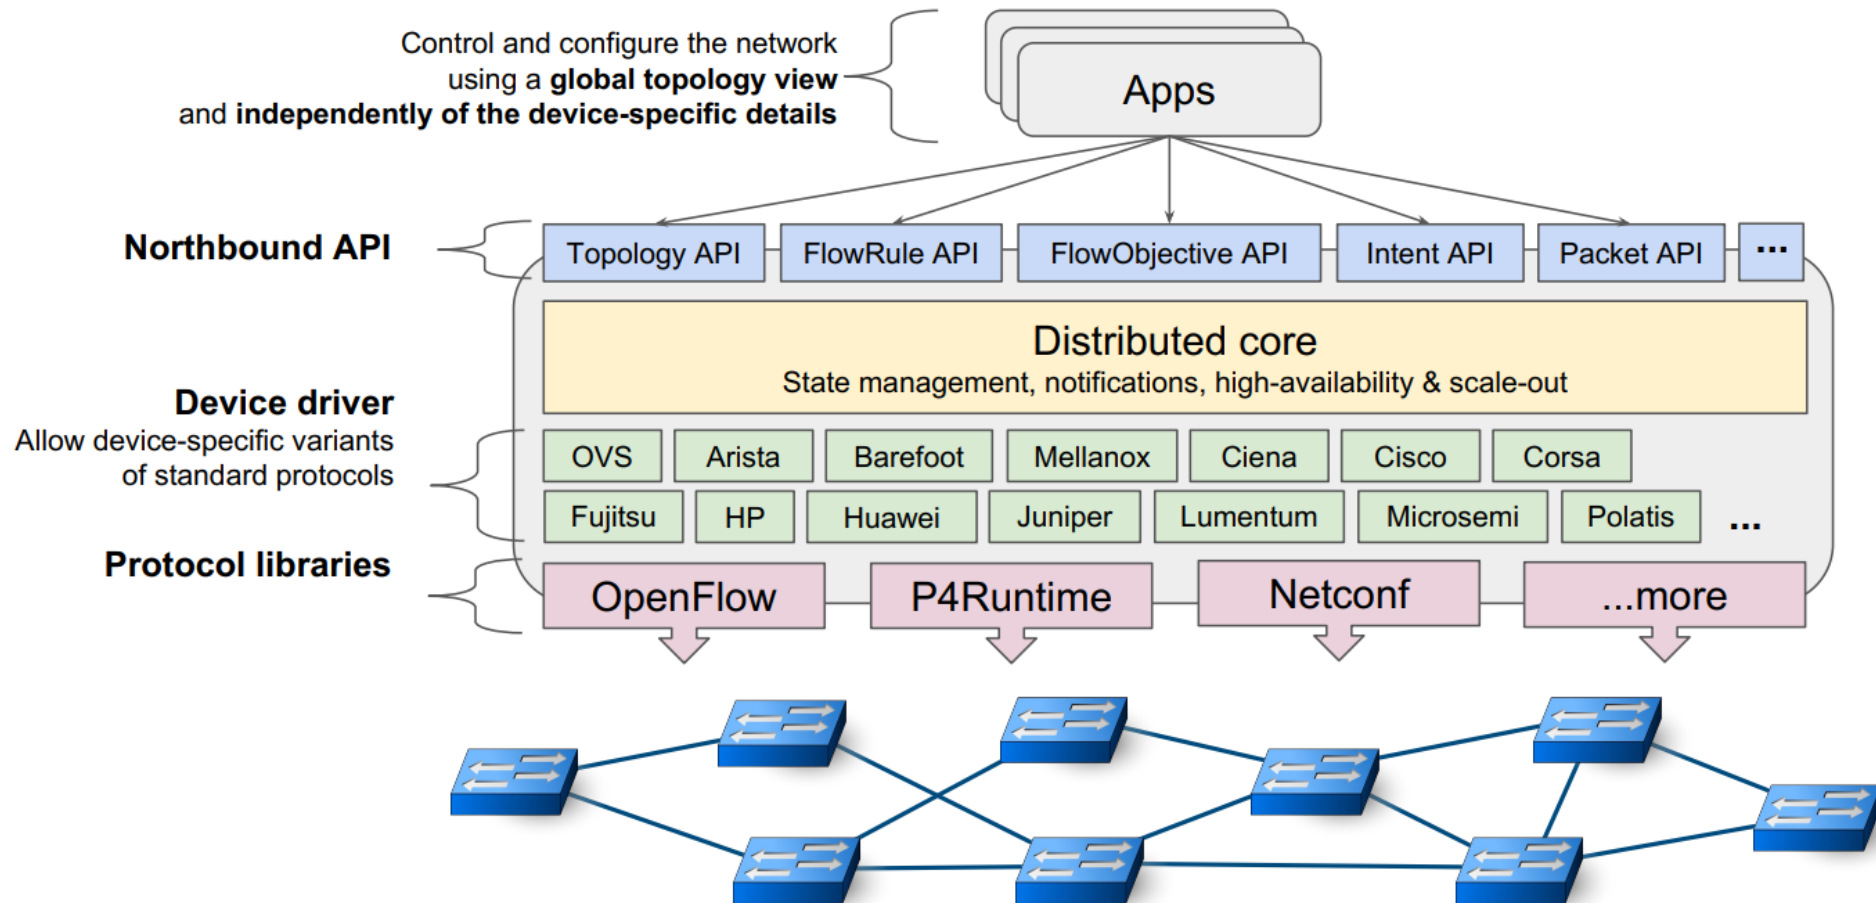 Control and configure the network
using a global topology view
and independently of the device-specific details
Apps
Northbound API
Topology API
FlowRule API
FlowObjective API
Intent API
Packet API
...
Distributed core
State management, notifications, high-availability & scale-out
Device driver
Allow device-specific variants
of standard protocols
OVS
Arista
Barefoot
Mellanox
Ciena
Cisco
Corsa
Fujitsu
HP
Huawei
Juniper
Lumentum
Microsemi
Polatis
...
Protocol libraries
OpenFlow
P4Runtime
Netconf
...more